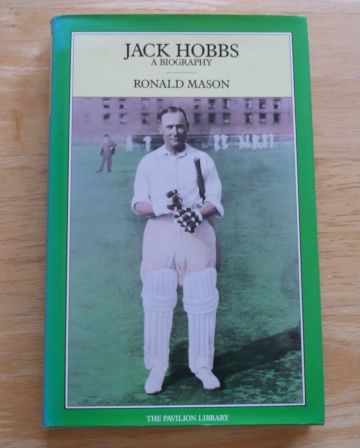 JACK HOBBS
A BIOGRAPHY
RONALD MASON
THE PAVILION LIBRARY